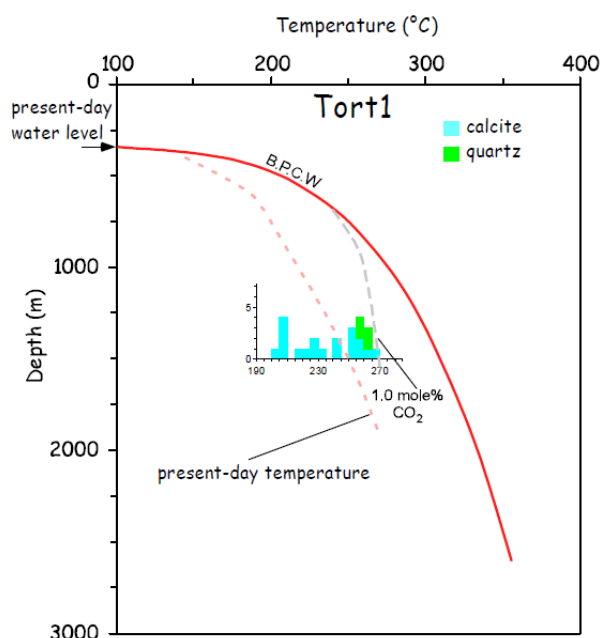 Temperature (°C)
100 200 300 400
0
Tort1
present-day
water level
calcite
quartz
B.P.C.W
1000
Depth (m)
5
0
190 230 270
1.0 mole%
CO2
2000
present-day temperature
3000